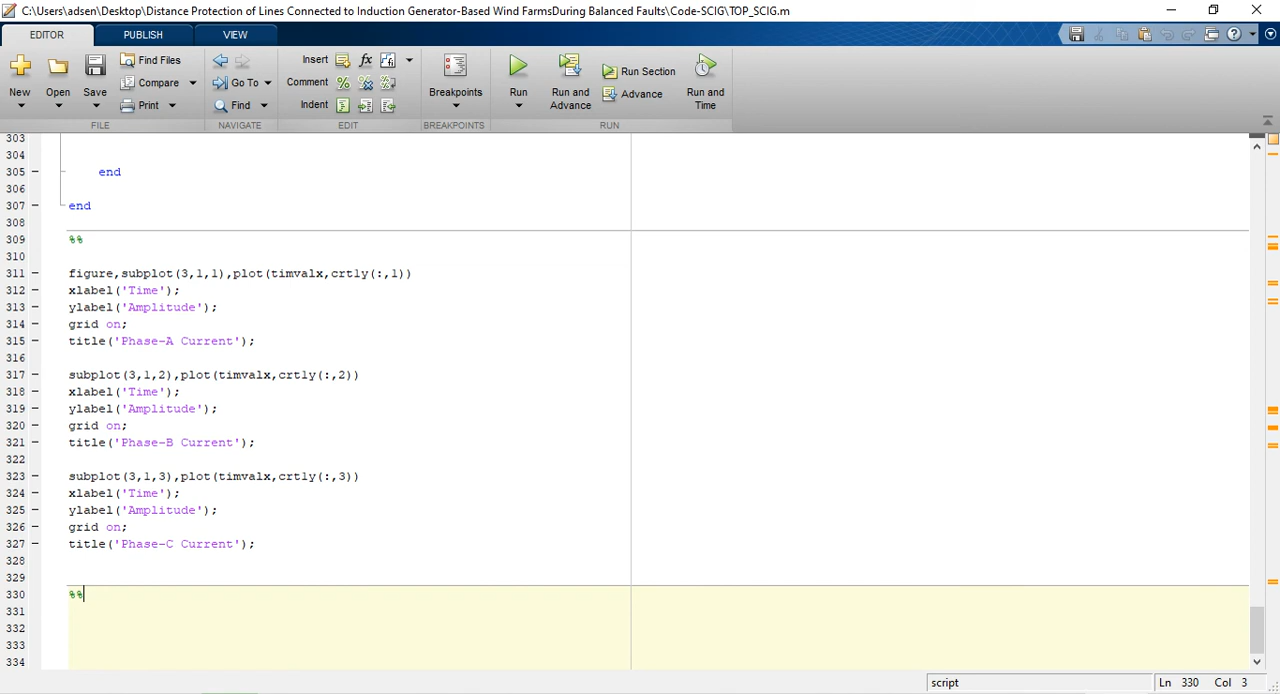 C:\Users\adsen\Desktop\Distance Protection of Lines Connected to Induction Generator-Based Wind FarmsDuring Balanced Faults\Code-SCIG\TOP_SCIG.m
EDITOR PUBLISH VIEW
New Open Save Find Files Compare Print Go To Find Insert fx Comment Indent Breakpoints Run Run and Advance Run Section Advance Run and Time
FILE NAVIGATE EDIT BREAKPOINTS RUN
303
304
305 end
306
307 end
308
309 %%
310
311 figure,subplot(3,1,1),plot(timvalx,crtly(:,1))
312 xlabel('Time');
313 ylabel('Amplitude');
314 grid on;
315 title('Phase-A Current');
316
317 subplot(3,1,2),plot(timvalx,crtly(:,2))
318 xlabel('Time');
319 ylabel('Amplitude');
320 grid on;
321 title('Phase-B Current');
322
323 subplot(3,1,3),plot(timvalx,crtly(:,3))
324 xlabel('Time');
325 ylabel('Amplitude');
326 grid on;
327 title('Phase-C Current');
328
329
330 %%
331
332
333
334
script Ln 330 Col 3